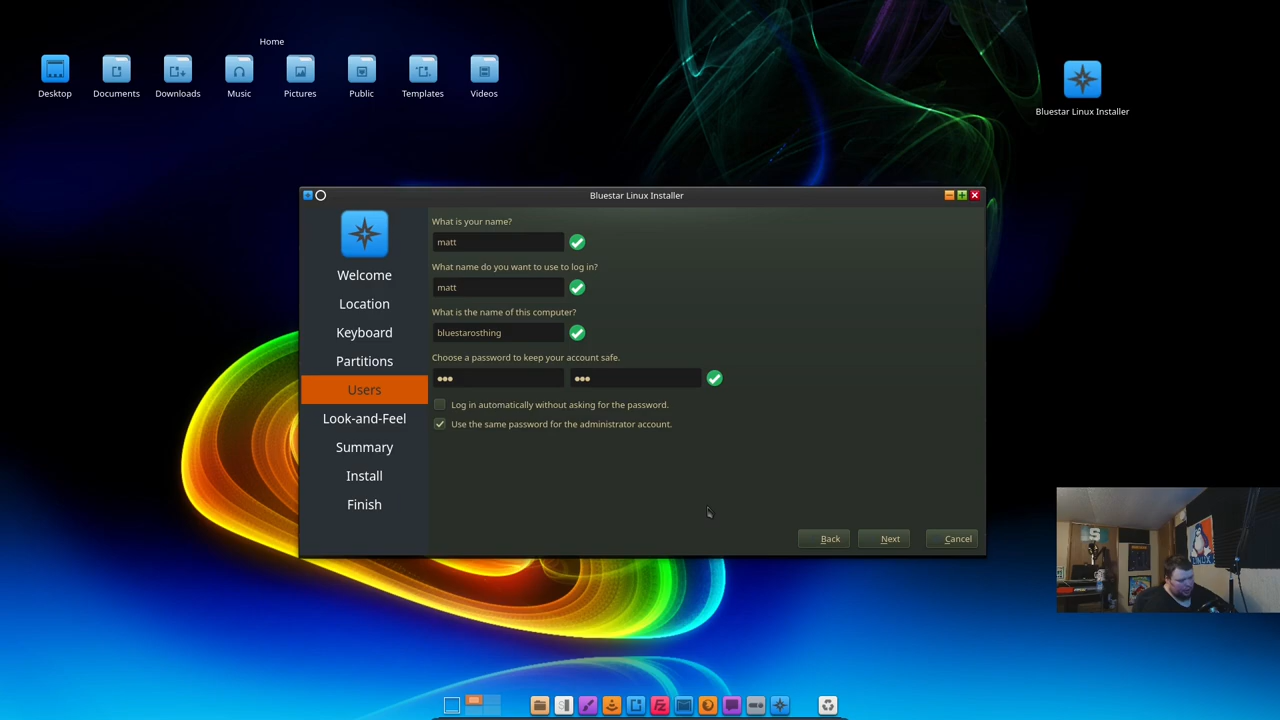 Home
Desktop
Documents
Downloads
Music
Pictures
Public
Templates
Videos
Bluestar Linux Installer
Bluestar Linux Installer
Welcome
Location
Keyboard
Partitions
Users
Look-and-Feel
Summary
Install
Finish
What is your name?
matt
What name do you want to use to log in?
matt
What is the name of this computer?
bluestarosthing
Choose a password to keep your account safe.
Log in automatically without asking for the password.
Use the same password for the administrator account.
Back
Next
Cancel